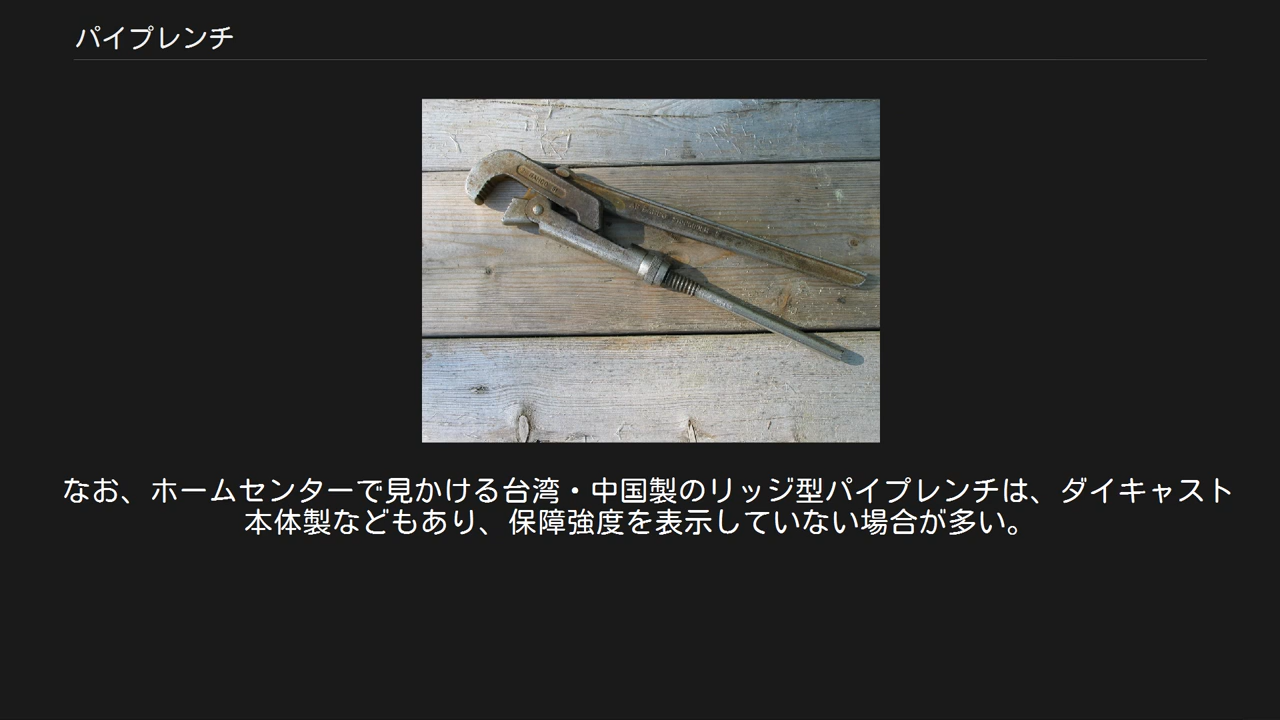 パイプレンチ
なお、ホームセンターで見かける台湾・中国製のリッジ型パイプレンチは、ダイキャスト
本体製などもあり、保障強度を表示していない場合が多い。